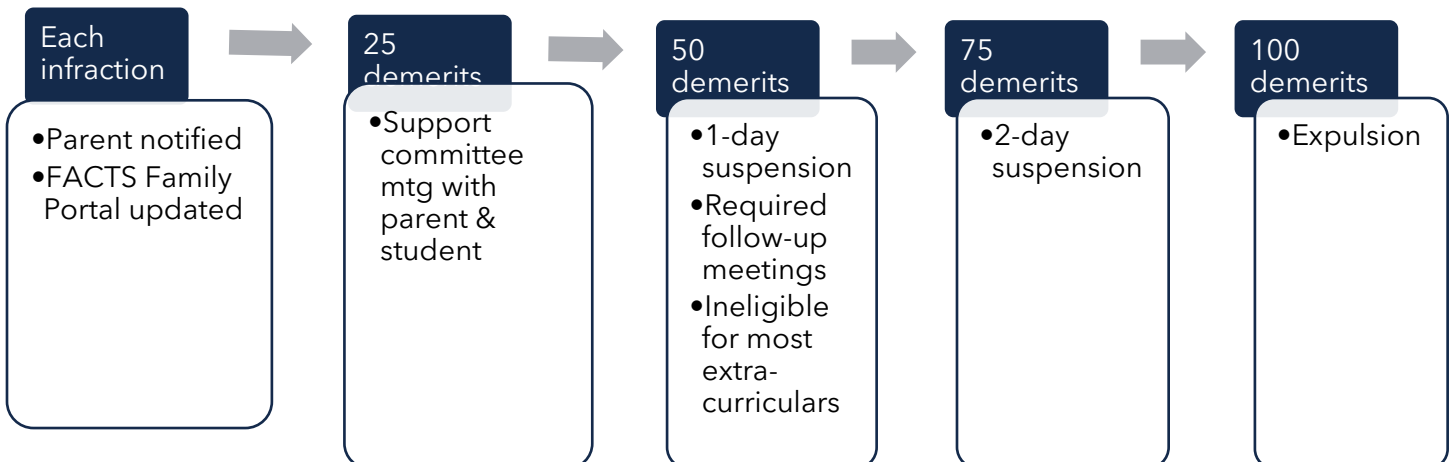 Each
infraction
•Parent notified
•FACTS Family
Portal updated
25
demerits
•Support
committee
mtg with
parent &
student
50
demerits
•1-day
suspension
•Required
follow-up
meetings
•Ineligible
for most
extra-
curriculars
75
demerits
•2-day
suspension
100
demerits
•Expulsion